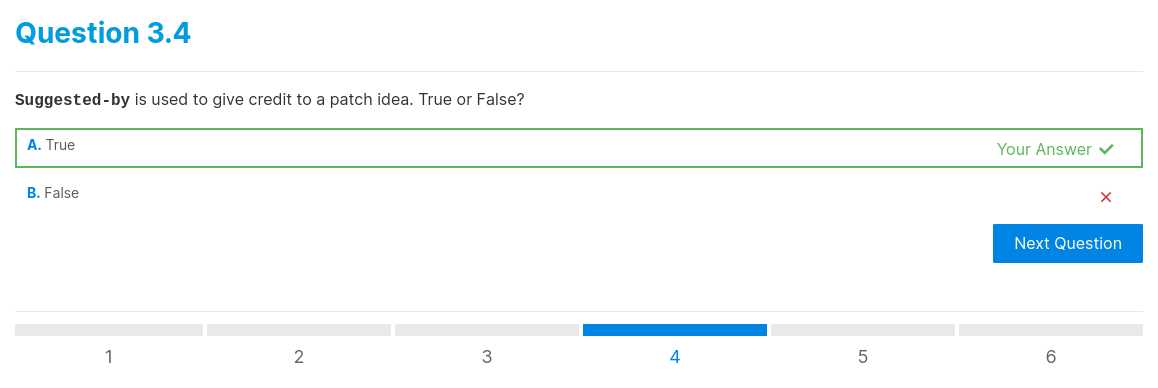 Question 3.4
Suggested-by is used to give credit to a patch idea. True or False?
A. True
Your Answer ✓
B. False
Next Question
1 2 3 4 5 6